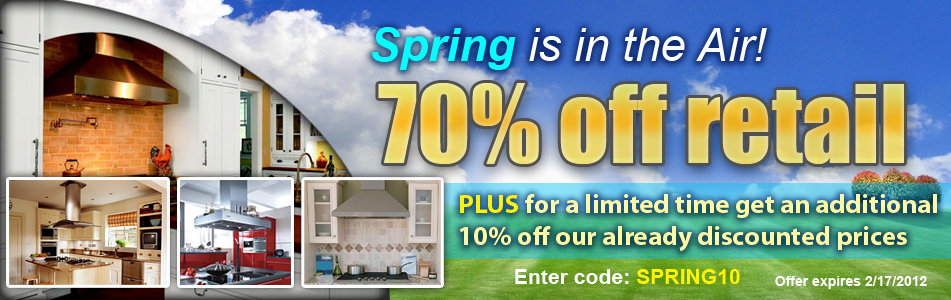 Spring is in the Air!
70% off retail
PLUS for a limited time get an additional
10% off our already discounted prices
Enter code: SPRING10
Offer expires 2/17/2012